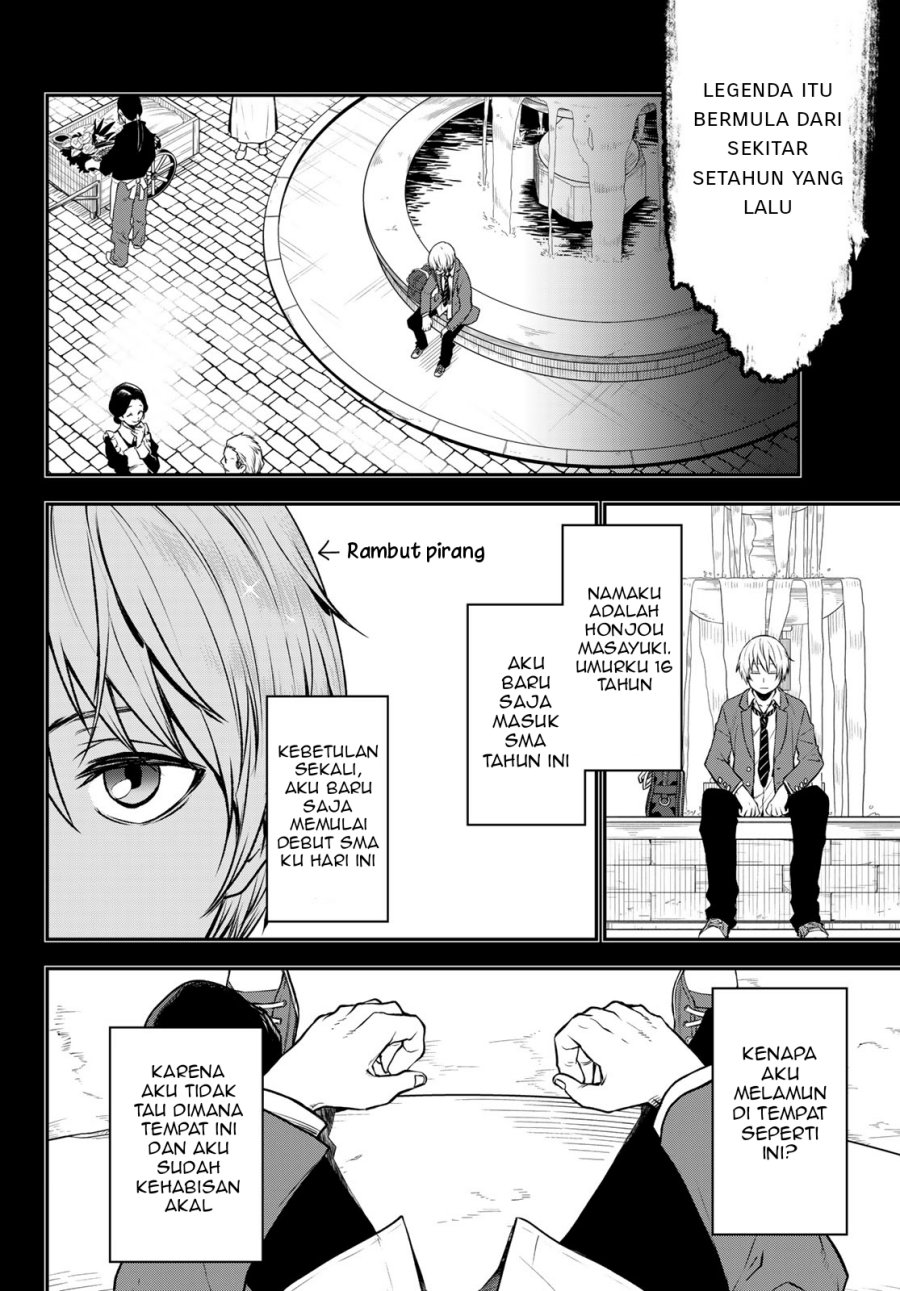 LEGENDA ITU
BERMULA DARI
SEKITAR
SETAHUN YANG
LALU
NAMAKU
ADALAH
HONJOU
MASAYUKI.
UMURKU 16
TAHUN
AKU
BARU
SAJA
MASUK
SMA
TAHUN INI
← Rambut pirang
KEBETULAN
SEKALI,
AKU BARU
SAJA
MEMULAI
DEBUT SMA
KU HARI INI
KENAPA
AKU
MELAMUN
DI TEMPAT
SEPERTI
INI?
KARENA
AKU TIDAK
TAU DIMANA
TEMPAT INI
DAN AKU
SUDAH
KEHABISAN
AKAL